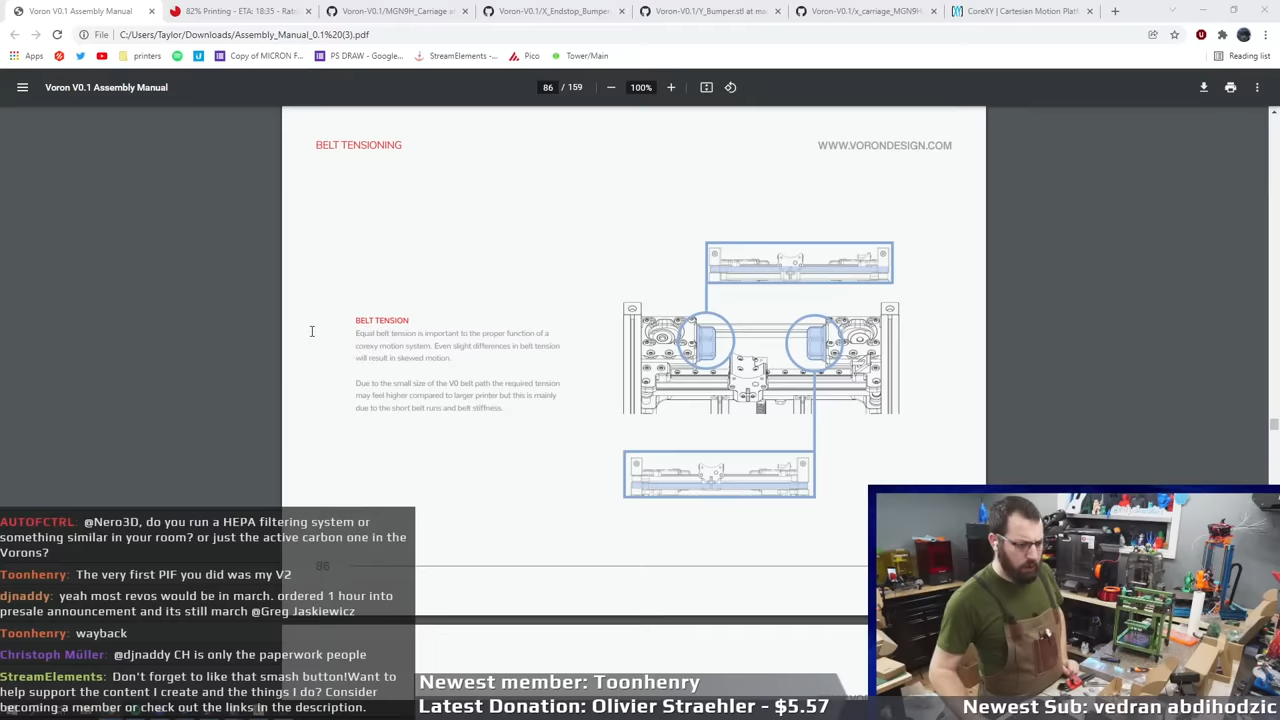 Voron V0.1 Assembly Manual
82% Printing - ETA: 18:35 - Rats
Voron-V0.1/MGN9H_Carriage at
Voron-V0.1/X_Endstop_Bumper
Voron-V0.1/Y_Bumper.stl at ma
Voron-V0.1/x_carriage_MGN9H
CoreXY | Cartesian Motion Plat
File
C:/Users/Taylor/Downloads/Assembly_Manual_0.1%20(3).pdf
Apps
printers
Copy of MICRON F...
PS DRAW - Google...
StreamElements -...
Pico
Tower/Main
Reading list
Voron V0.1 Assembly Manual
86 / 159
100%
BELT TENSIONING
WWW.VORONDESIGN.COM
BELT TENSION
Equal belt tension is important to the proper function of a
corexy motion system. Even slight differences in belt tension
will result in skewed motion.
Due to the small size of the V0 belt path the required tension
may feel higher compared to larger printer but this is mainly
due to the short belt runs and belt stiffness.
86
AUTOFCTRL: @Nero3D, do you run a HEPA filtering system or
something similar in your room? or just the active carbon one in the
Vorons?
Toonhenry: The very first PIF you did was my V2
djnaddy: yeah most revos would be in march. ordered 1 hour into
presale announcement and its still march @Greg Jaskiewicz
Toonhenry: wayback
Christoph Müller: @djnaddy CH is only the paperwork people
StreamElements: Don't forget to like that smash button!Want to
help support the content I create and the things I do? Consider
becoming a member or check out the links in the description.
Newest member: Toonhenry
Latest Donation: Olivier Straehler - $5.57
Newest Sub: vedran abdihodzic